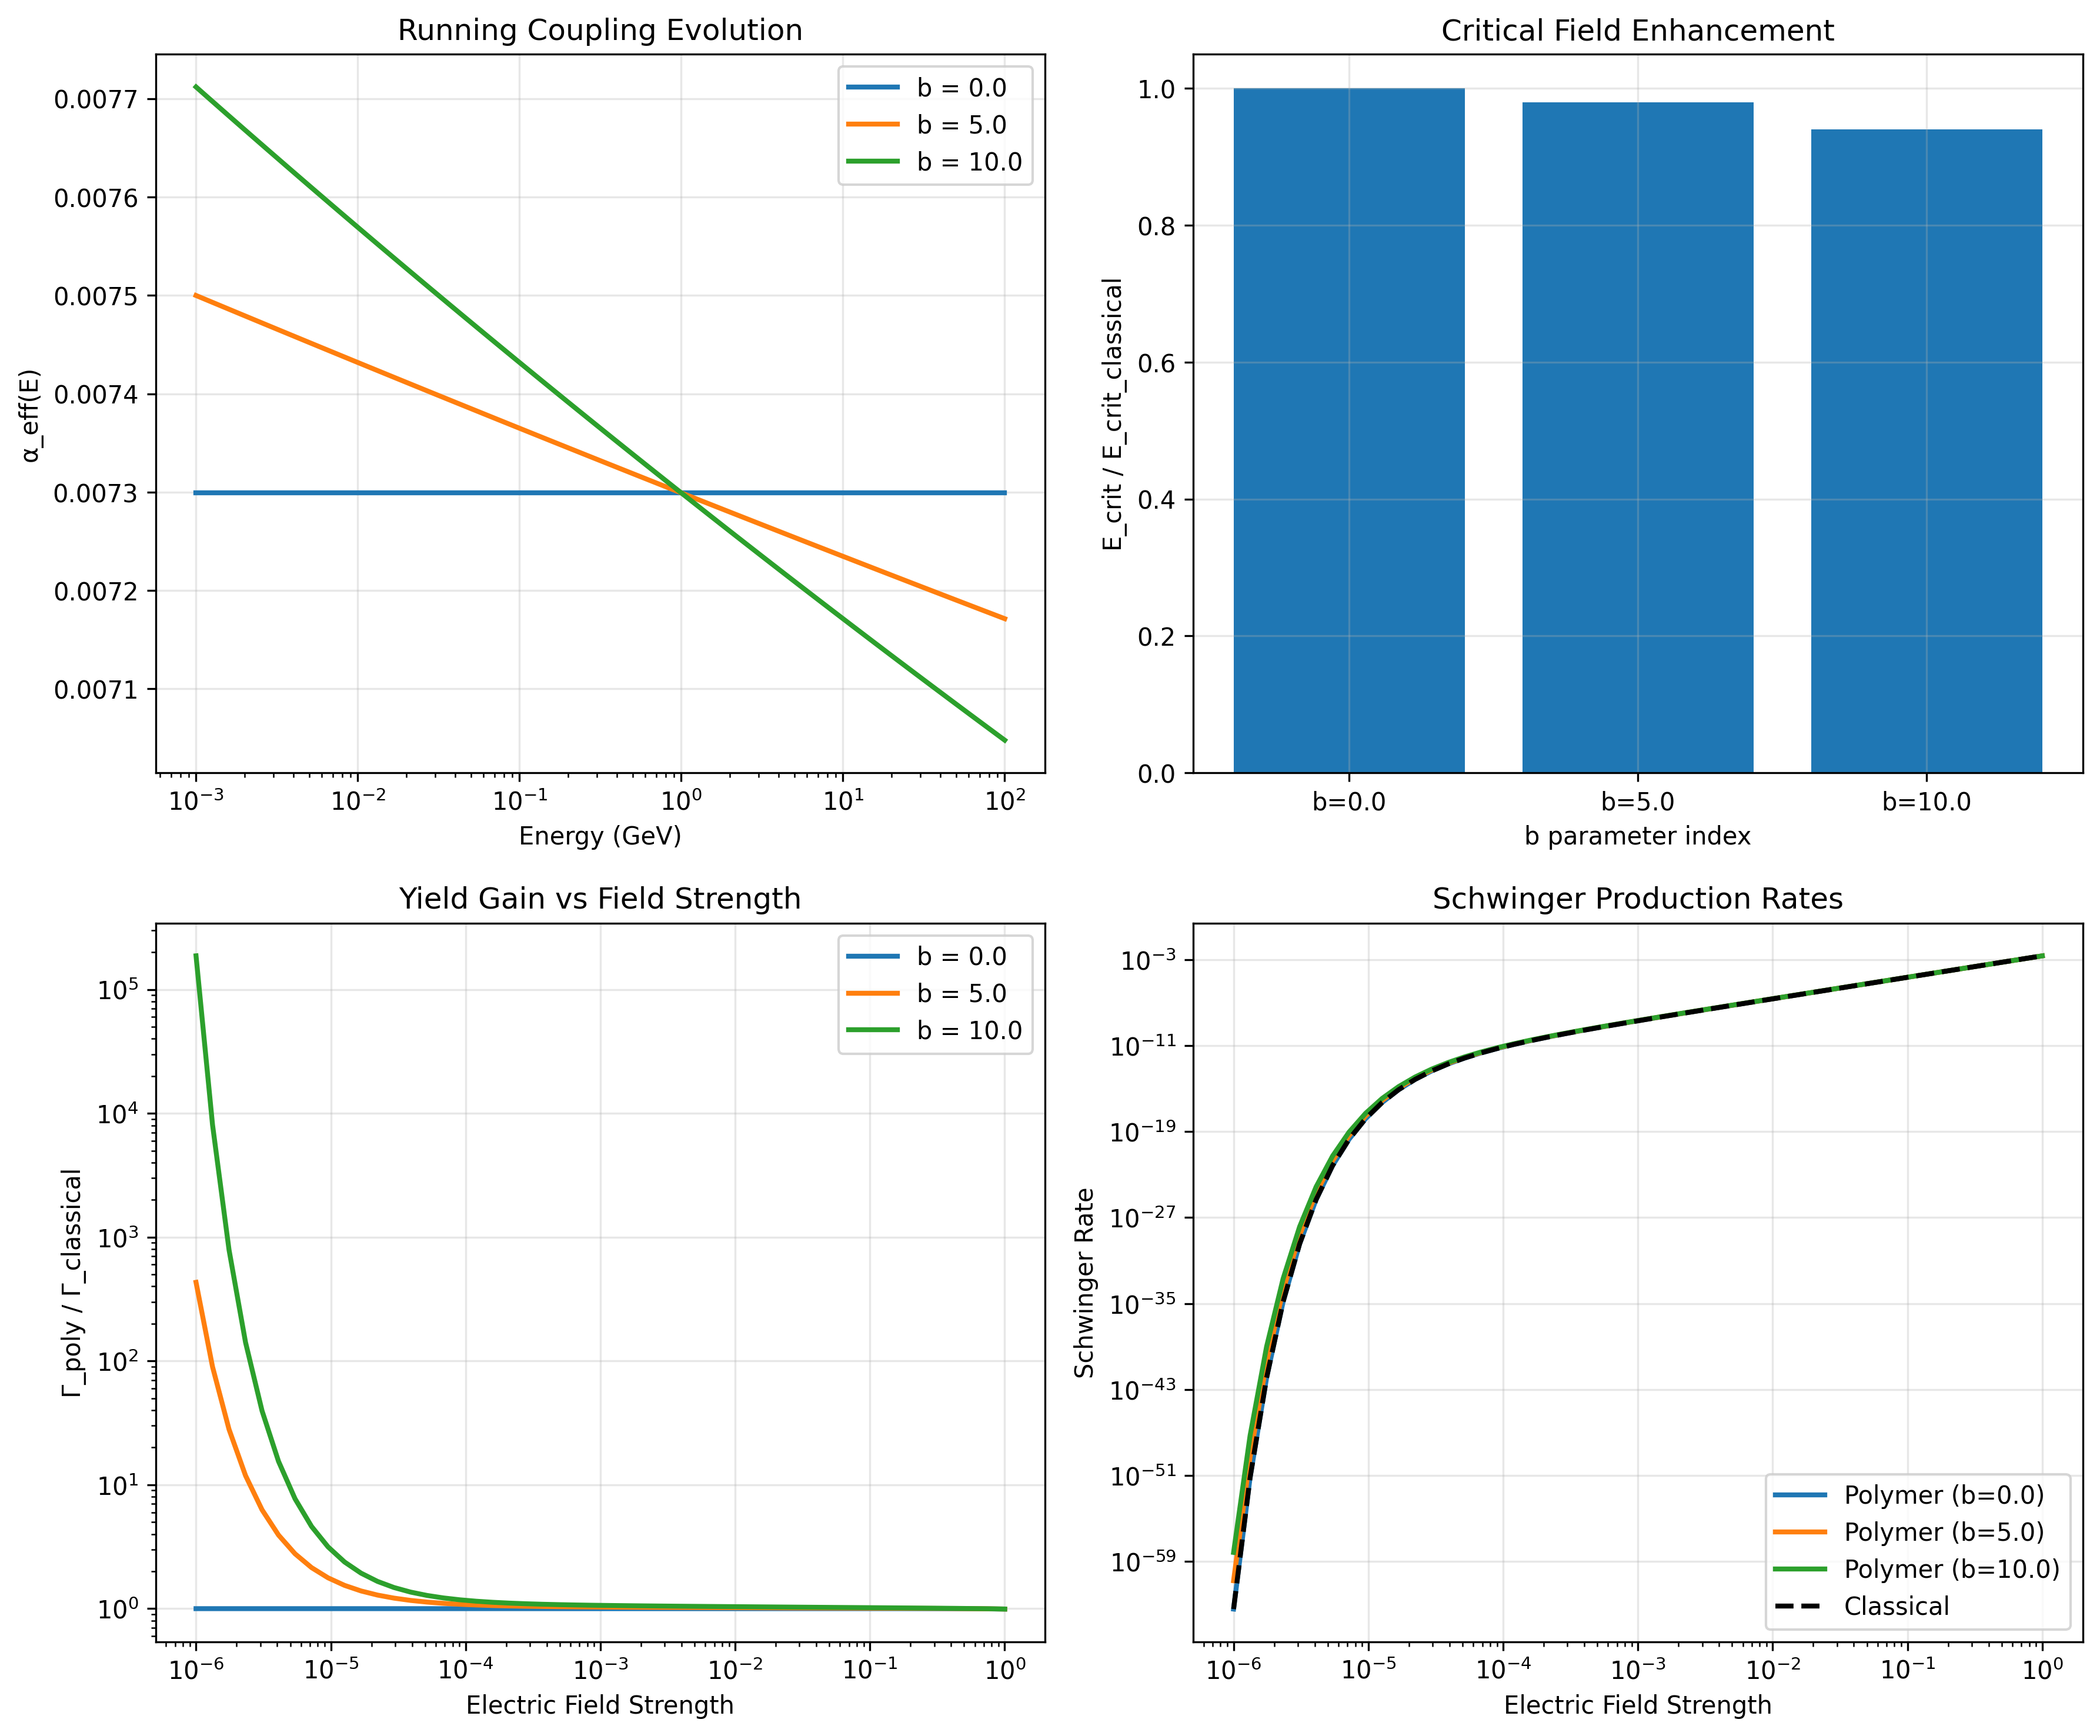 Running Coupling Evolution
α_eff(E)
0.0077
0.0076
0.0075
0.0074
0.0073
0.0072
0.0071
b = 0.0
b = 5.0
b = 10.0
10⁻³ 10⁻² 10⁻¹ 10⁰ 10¹ 10²
Energy (GeV)
Critical Field Enhancement
E_crit / E_crit_classical
1.0
0.8
0.6
0.4
0.2
0.0
b=0.0 b=5.0 b=10.0
b parameter index
Yield Gain vs Field Strength
Γ_poly / Γ_classical
10⁵
10⁴
10³
10²
10¹
10⁰
b = 0.0
b = 5.0
b = 10.0
10⁻⁶ 10⁻⁵ 10⁻⁴ 10⁻³ 10⁻² 10⁻¹ 10⁰
Electric Field Strength
Schwinger Production Rates
Schwinger Rate
10⁻³
10⁻¹¹
10⁻¹⁹
10⁻²⁷
10⁻³⁵
10⁻⁴³
10⁻⁵¹
10⁻⁵⁹
Polymer (b=0.0)
Polymer (b=5.0)
Polymer (b=10.0)
Classical
10⁻⁶ 10⁻⁵ 10⁻⁴ 10⁻³ 10⁻² 10⁻¹ 10⁰
Electric Field Strength